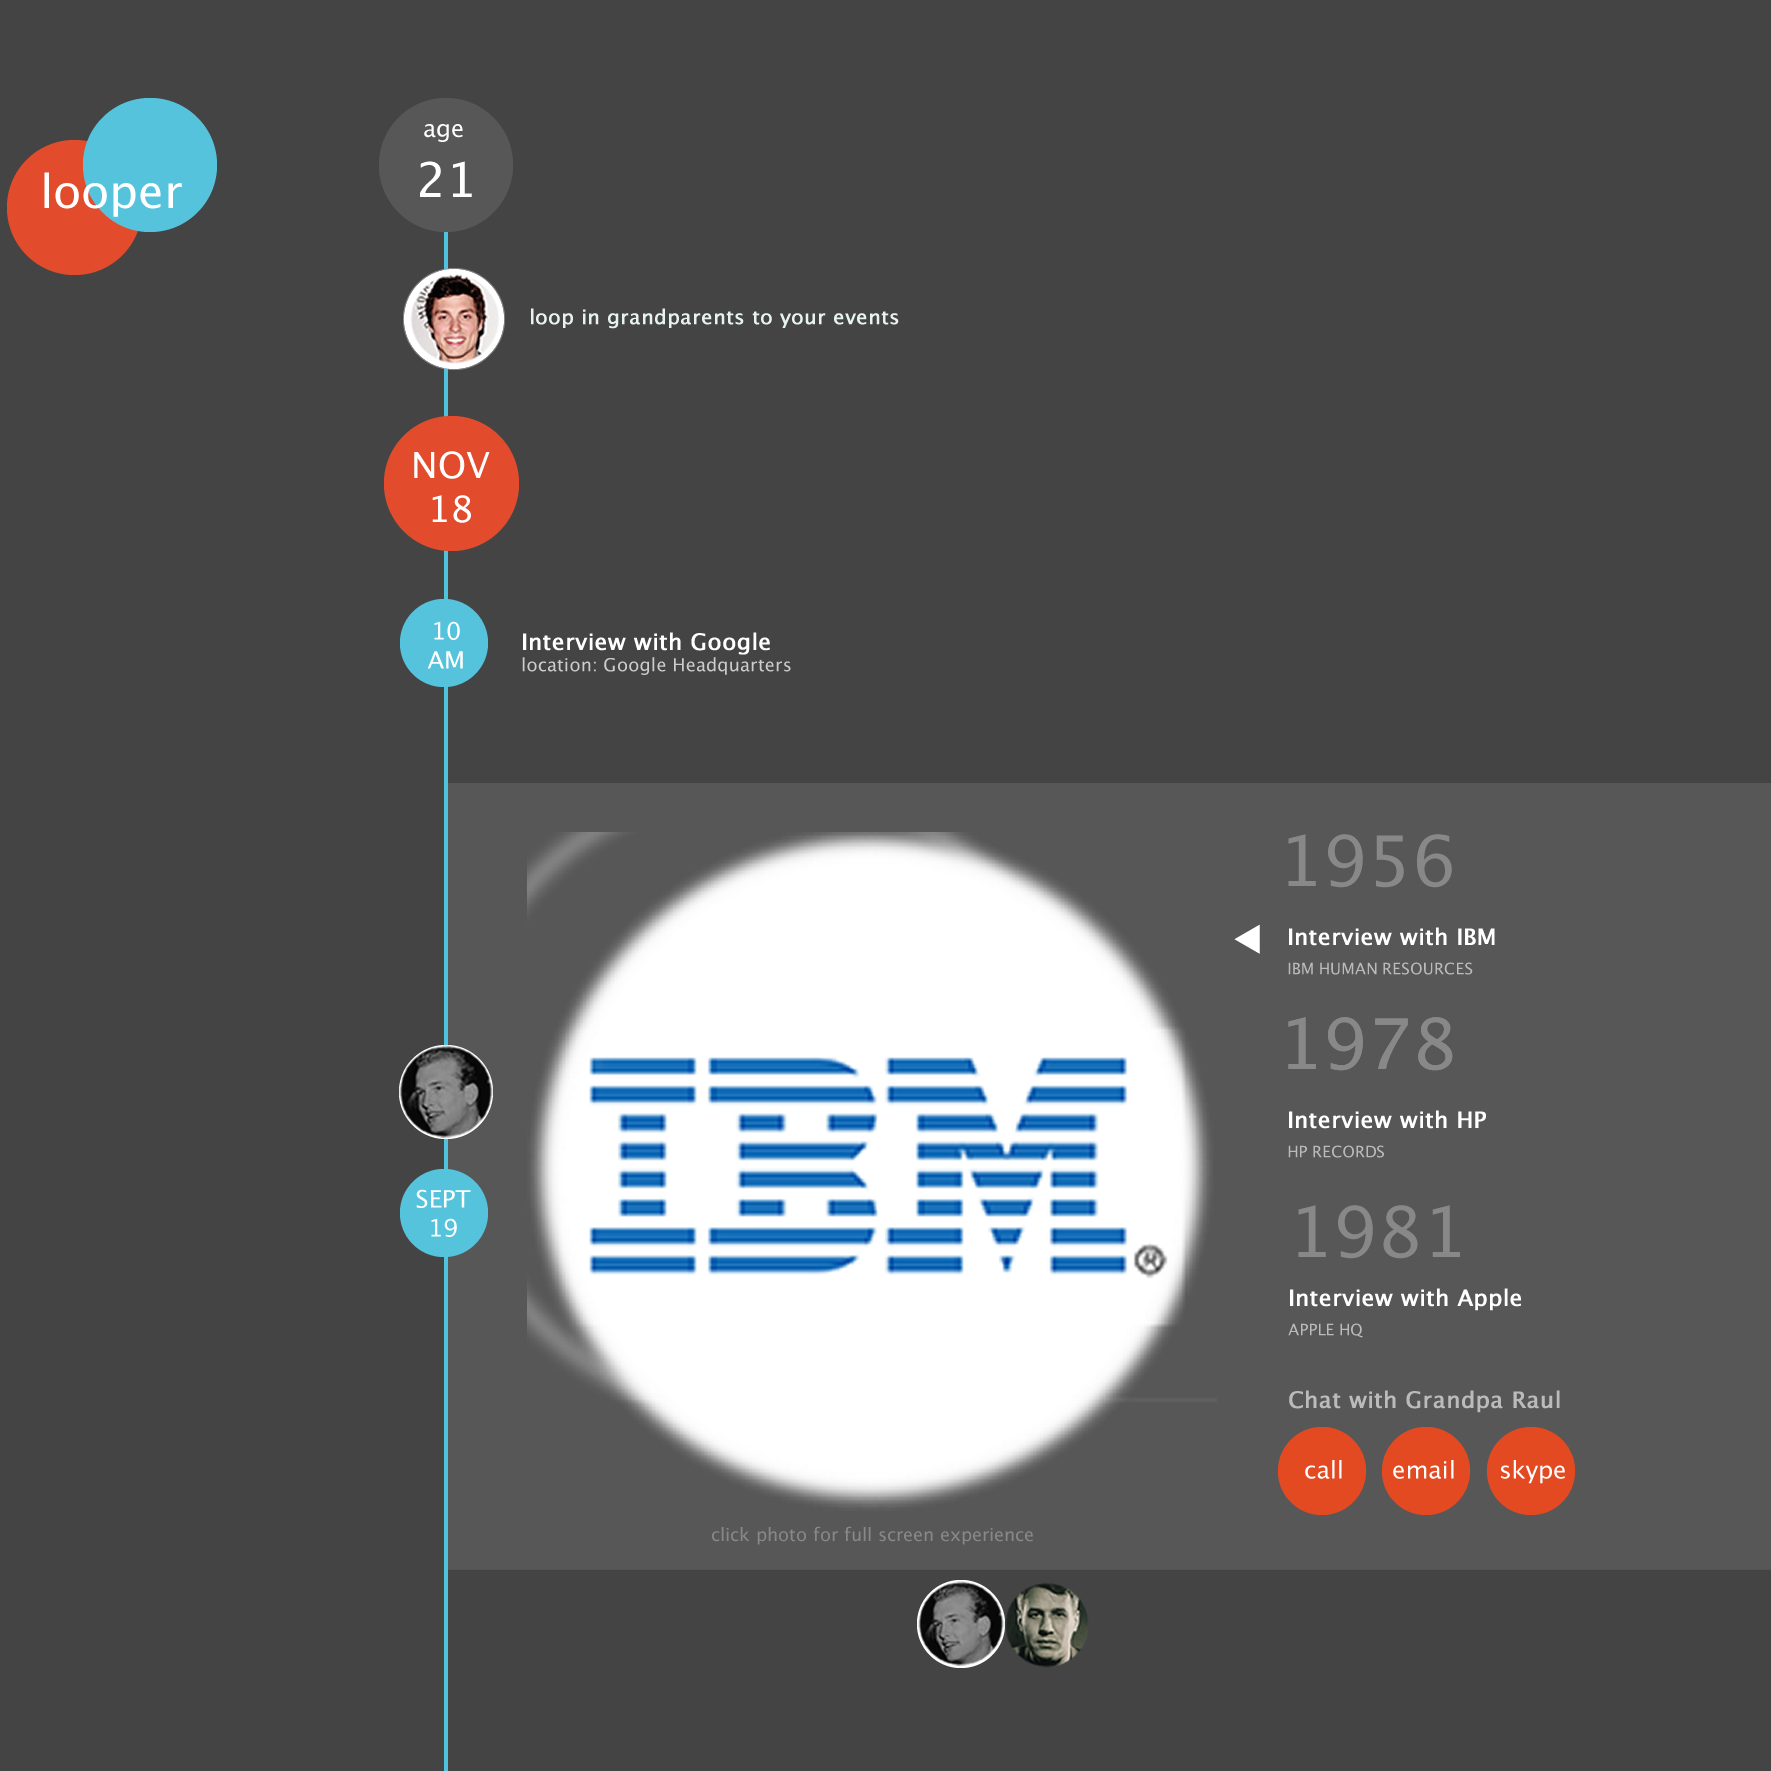 looper
age
21
loop in grandparents to your events
NOV
18
10
AM
Interview with Google
location: Google Headquarters
SEPT
19
IBM®
click photo for full screen experience
1956
Interview with IBM
IBM HUMAN RESOURCES
1978
Interview with HP
HP RECORDS
1981
Interview with Apple
APPLE HQ
Chat with Grandpa Raul
call
email
skype